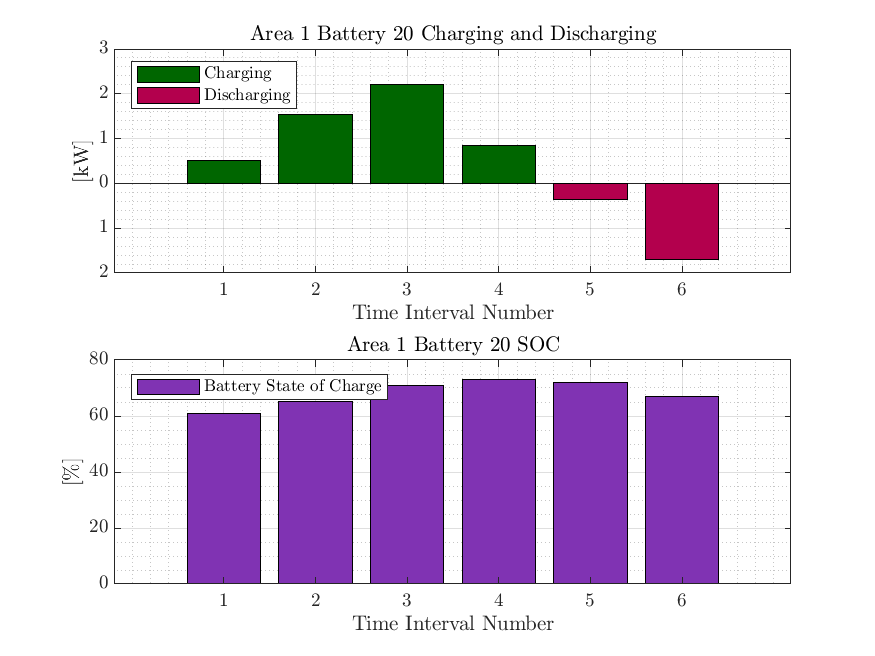 Area 1 Battery 20 Charging and Discharging
3
2
1
0
1
2
[kW]
Charging
Discharging
1 2 3 4 5 6
Time Interval Number
Area 1 Battery 20 SOC
80
60
40
20
0
[%]
Battery State of Charge
1 2 3 4 5 6
Time Interval Number